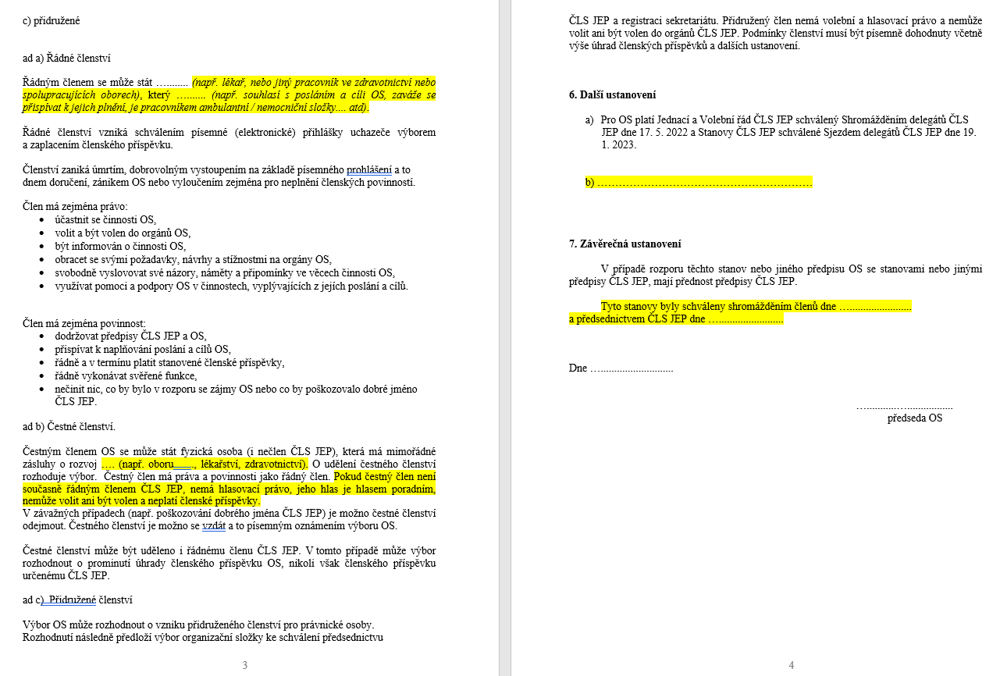 c) přidružené
ad a) Řádné členství
Řádným členem se může stát …........ (např. lékař, nebo jiný pracovník ve zdravotnictví nebo
spolupracujících oborech), který …....... (např. souhlasí s posláním a cíli OS, zaváže se
přispívat k jejich plnění, je pracovníkem ambulantní / nemocniční složky.... atd).
Řádné členství vzniká schválením písemné (elektronické) přihlášky uchazeče výborem
a zaplacením členského příspěvku.
Členství zaniká úmrtím, dobrovolným vystoupením na základě písemného prohlášení a to
dnem doručení, zánikem OS nebo vyloučením zejména pro neplnění členských povinností.
Člen má zejména právo:
• účastnit se činnosti OS,
• volit a být volen do orgánů OS,
• být informován o činnosti OS,
• obracet se svými požadavky, návrhy a stížnostmi na orgány OS,
• svobodně vyslovovat své názory, náměty a připomínky ve věcech činnosti OS,
• využívat pomoci a podpory OS v činnostech, vyplývajících z jejích poslání a cílů.
Člen má zejména povinnost:
• dodržovat předpisy ČLS JEP a OS,
• přispívat k naplňování poslání a cílů OS,
• řádně a v termínu platit stanovené členské příspěvky,
• řádně vykonávat svěřené funkce,
• nečinit nic, co by bylo v rozporu se zájmy OS nebo co by poškozovalo dobré jméno
ČLS JEP.
ad b) Čestné členství.
Čestným členem OS se může stát fyzická osoba (i nečlen ČLS JEP), která má mimořádné
zásluhy o rozvoj …. (např. oboru___., lékařství, zdravotnictví). O udělení čestného členství
rozhoduje výbor. Čestný člen má práva a povinnosti jako řádný člen. Pokud čestný člen není
současně řádným členem ČLS JEP, nemá hlasovací právo, jeho hlas je hlasem poradním,
nemůže volit ani být volen a neplatí členské příspěvky.
V závažných případech (např. poškozování dobrého jména ČLS JEP) je možno čestné členství
odejmout. Čestného členství je možno se vzdát a to písemným oznámením výboru OS.
Čestné členství může být uděleno i řádnému členu ČLS JEP. V tomto případě může výbor
rozhodnout o prominutí úhrady členského příspěvku OS, nikoli však členského příspěvku
určenému ČLS JEP.
ad c) Přidružené členství
Výbor OS může rozhodnout o vzniku přidruženého členství pro právnické osoby.
Rozhodnutí následně předloží výbor organizační složky ke schválení předsednictvu
3
ČLS JEP a registraci sekretariátu. Přidružený člen nemá volební a hlasovací právo a nemůže
volit ani být volen do orgánů ČLS JEP. Podmínky členství musí být písemně dohodnuty včetně
výše úhrad členských příspěvků a dalších ustanovení.
6. Další ustanovení
a) Pro OS platí Jednací a Volební řád ČLS JEP schválený Shromážděním delegátů ČLS
JEP dne 17. 5. 2022 a Stanovy ČLS JEP schválené Sjezdem delegátů ČLS JEP dne 19.
1. 2023.
b) ……………………………………………………
7. Závěrečná ustanovení
V případě rozporu těchto stanov nebo jiného předpisu OS se stanovami nebo jinými
předpisy ČLS JEP, mají přednost předpisy ČLS JEP.
Tyto stanovy byly schváleny shromážděním členů dne ….........................
a předsednictvem ČLS JEP dne ….........................
Dne ….............................
…...........….................
předseda OS
4